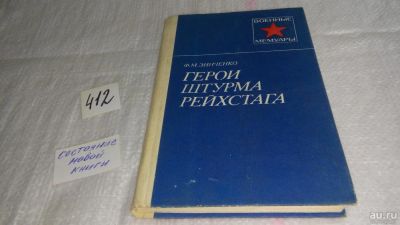 ВОЕННЫЕ
МЕМУАРЫ
Ф.М.ЗИНЧЕНКО
ГЕРОИ
ШТУРМА
РЕЙХСТАГА
412
состояние
новой
книги
au.ru